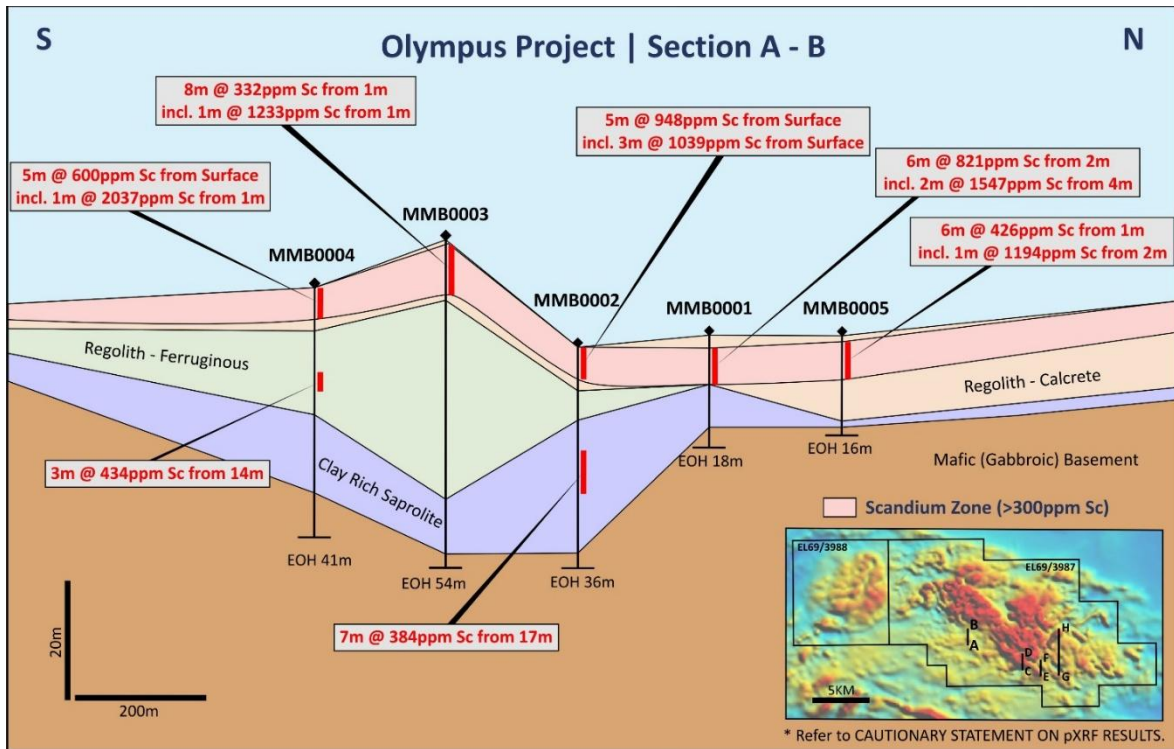 S
Olympus Project | Section A - B
N
8m @ 332ppm Sc from 1m
incl. 1m @ 1233ppm Sc from 1m
5m @ 948ppm Sc from Surface
incl. 3m @ 1039ppm Sc from Surface
6m @ 821ppm Sc from 2m
incl. 2m @ 1547ppm Sc from 4m
5m @ 600ppm Sc from Surface
incl. 1m @ 2037ppm Sc from 1m
6m @ 426ppm Sc from 1m
incl. 1m @ 1194ppm Sc from 2m
MMB0003
MMB0004
MMB0002
MMB0001
MMB0005
Regolith - Ferruginous
Regolith - Calcrete
3m @ 434ppm Sc from 14m
Clay Rich Saprolite
EOH 18m
EOH 16m
Mafic (Gabbroic) Basement
Scandium Zone (>300ppm Sc)
EOH 41m
EOH 54m
EOH 36m
7m @ 384ppm Sc from 17m
20m
200m
EL69/3988
EL69/3987
B
A
H
D
F
C
E
G
5KM
* Refer to CAUTIONARY STATEMENT ON pXRF RESULTS.